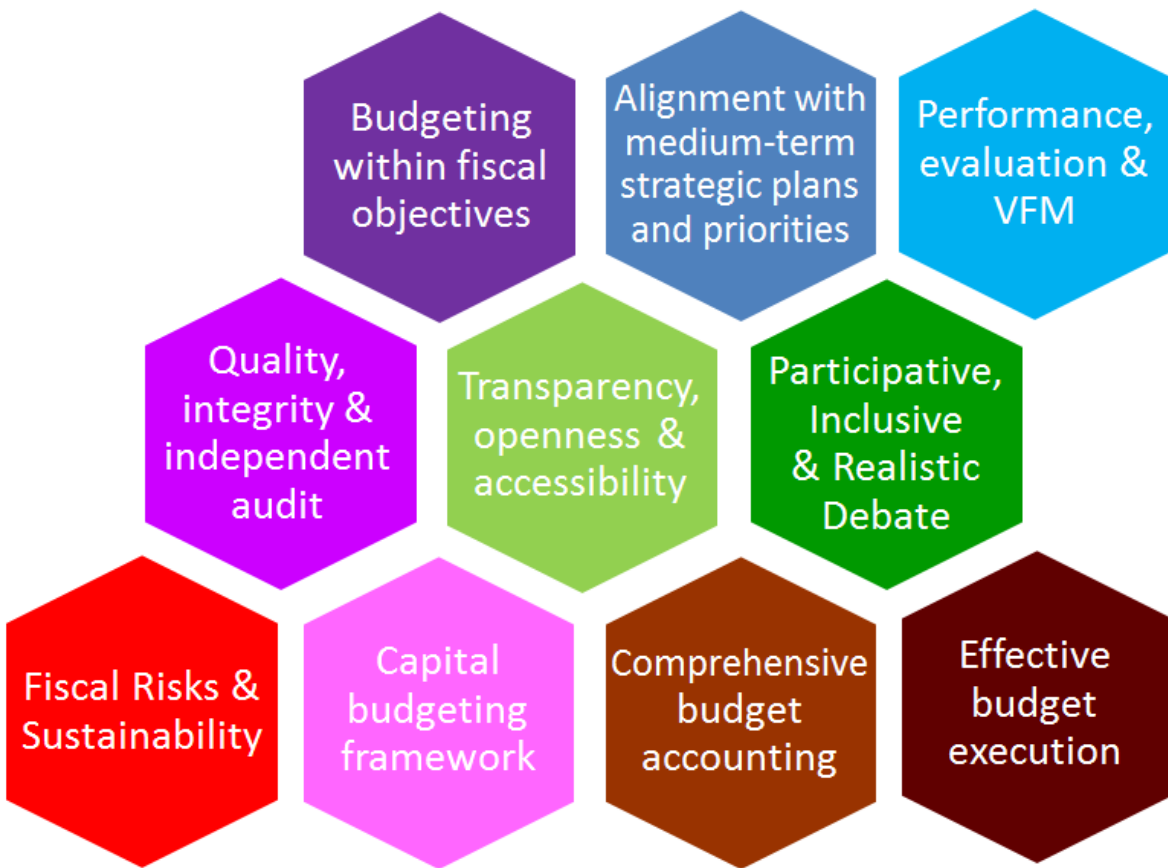 Budgeting
within fiscal
objectives
Alignment with
medium-term
strategic plans
and priorities
Performance,
evaluation &
VFM
Quality,
integrity &
independent
audit
Transparency,
openness &
accessibility
Participative,
Inclusive
& Realistic
Debate
Fiscal Risks &
Sustainability
Capital
budgeting
framework
Comprehensive
budget
accounting
Effective
budget
execution